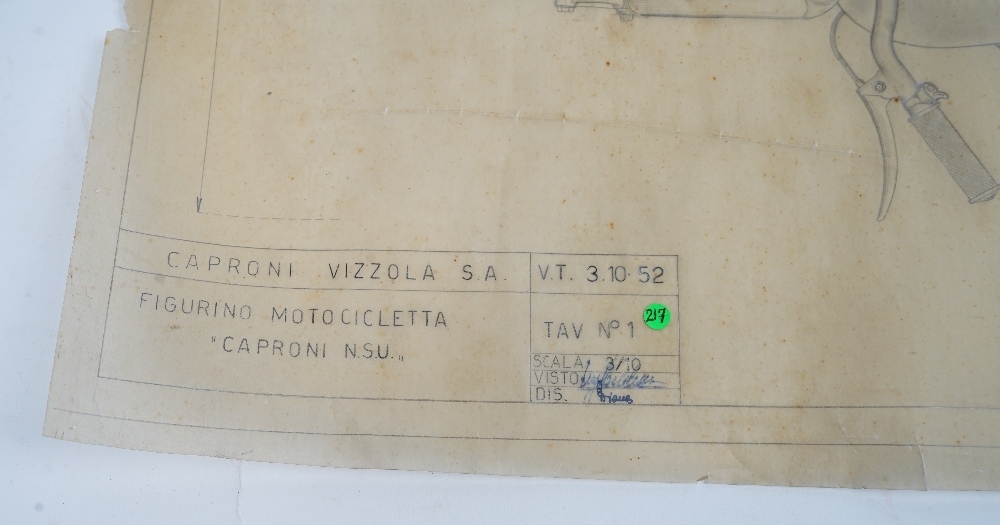 CAPRONI VIZZOLA S.A.
V.T. 3.10-52
FIGURINO MOTOCICLETTA
"CAPRONI N.S.U."
TAV Nº 1
217
SCALA 3/10
VISTO
DIS.